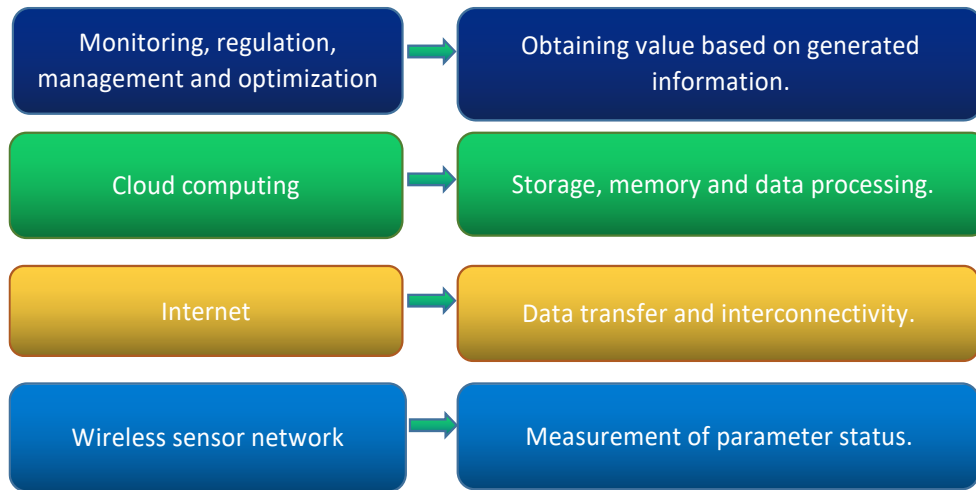 Monitoring, regulation,
management and optimization
Obtaining value based on generated
information.
Cloud computing
Storage, memory and data processing.
Internet
Data transfer and interconnectivity.
Wireless sensor network
Measurement of parameter status.